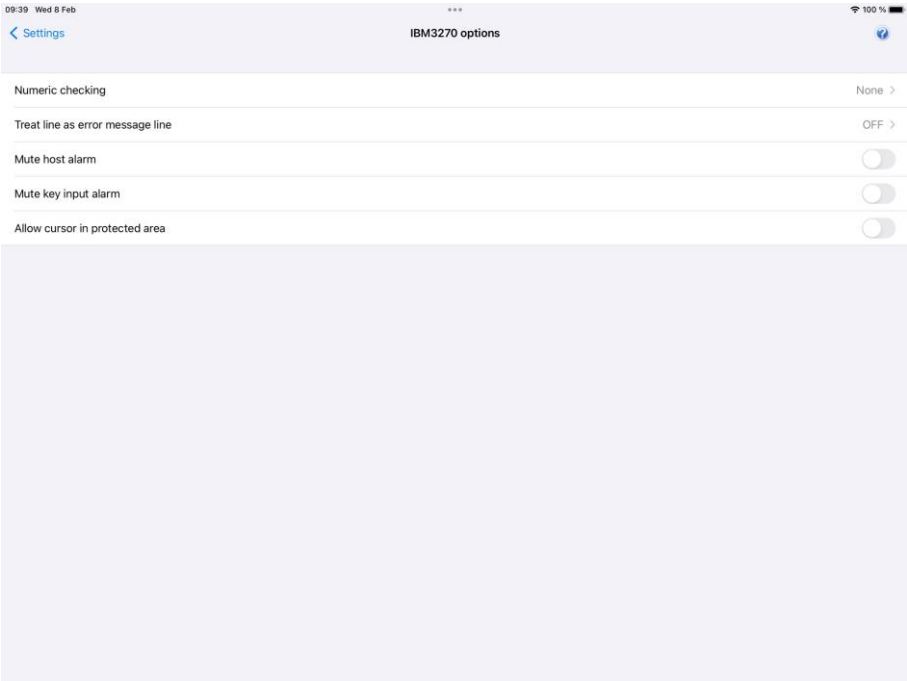 09:39 Wed 8 Feb 100 %
Settings IBM3270 options ?
Numeric checking None
Treat line as error message line OFF
Mute host alarm
Mute key input alarm
Allow cursor in protected area